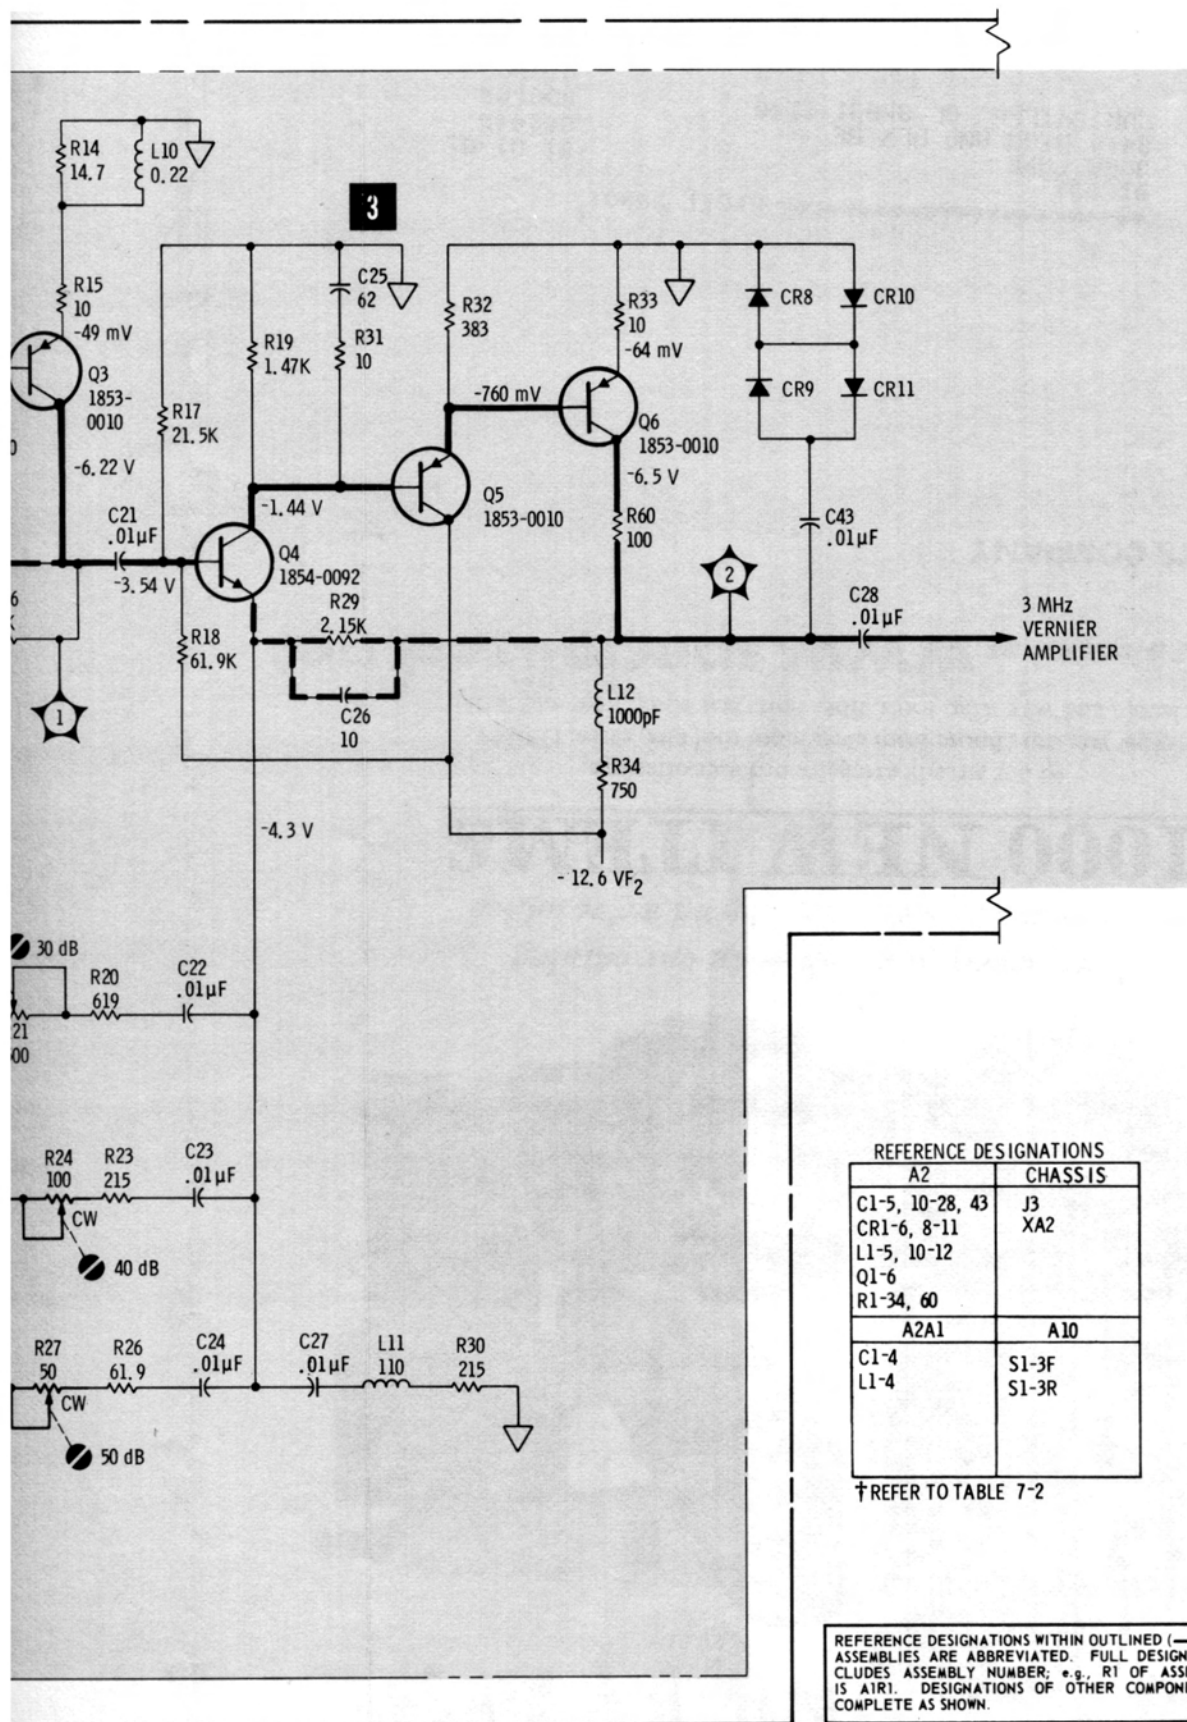 R14
14.7
L10
0.22
3
R15
10
-49 mV
Q3
1853-
0010
-6.22 V
R17
21.5K
R19
1.47K
C25
62
R31
10
R32
383
-760 mV
R33
10
-64 mV
Q6
1853-0010
-6.5 V
CR8
CR10
CR9
CR11
C21
.01µF
-3.54 V
-1.44 V
Q4
1854-0092
Q5
1853-0010
R60
100
C43
.01µF
2
C28
.01µF
3 MHz
VERNIER
AMPLIFIER
R18
61.9K
R29
2.15K
C26
10
L12
1000pF
R34
750
1
-4.3 V
- 12.6 VF2
30 dB
R20
619
C22
.01µF
21
00
R24
100
R23
215
C23
.01µF
CW
40 dB
R27
50
R26
61.9
C24
.01µF
C27
.01µF
L11
110
R30
215
CW
50 dB
REFERENCE DESIGNATIONS
A2 CHASSIS
C1-5, 10-28, 43 J3
CR1-6, 8-11 XA2
L1-5, 10-12
Q1-6
R1-34, 60
A2A1 A10
C1-4 S1-3F
L1-4 S1-3R
†REFER TO TABLE 7-2
REFERENCE DESIGNATIONS WITHIN OUTLINED (—
ASSEMBLIES ARE ABBREVIATED. FULL DESIGN
CLUDES ASSEMBLY NUMBER; e.g., R1 OF ASS
IS A1R1. DESIGNATIONS OF OTHER COMPON
COMPLETE AS SHOWN.